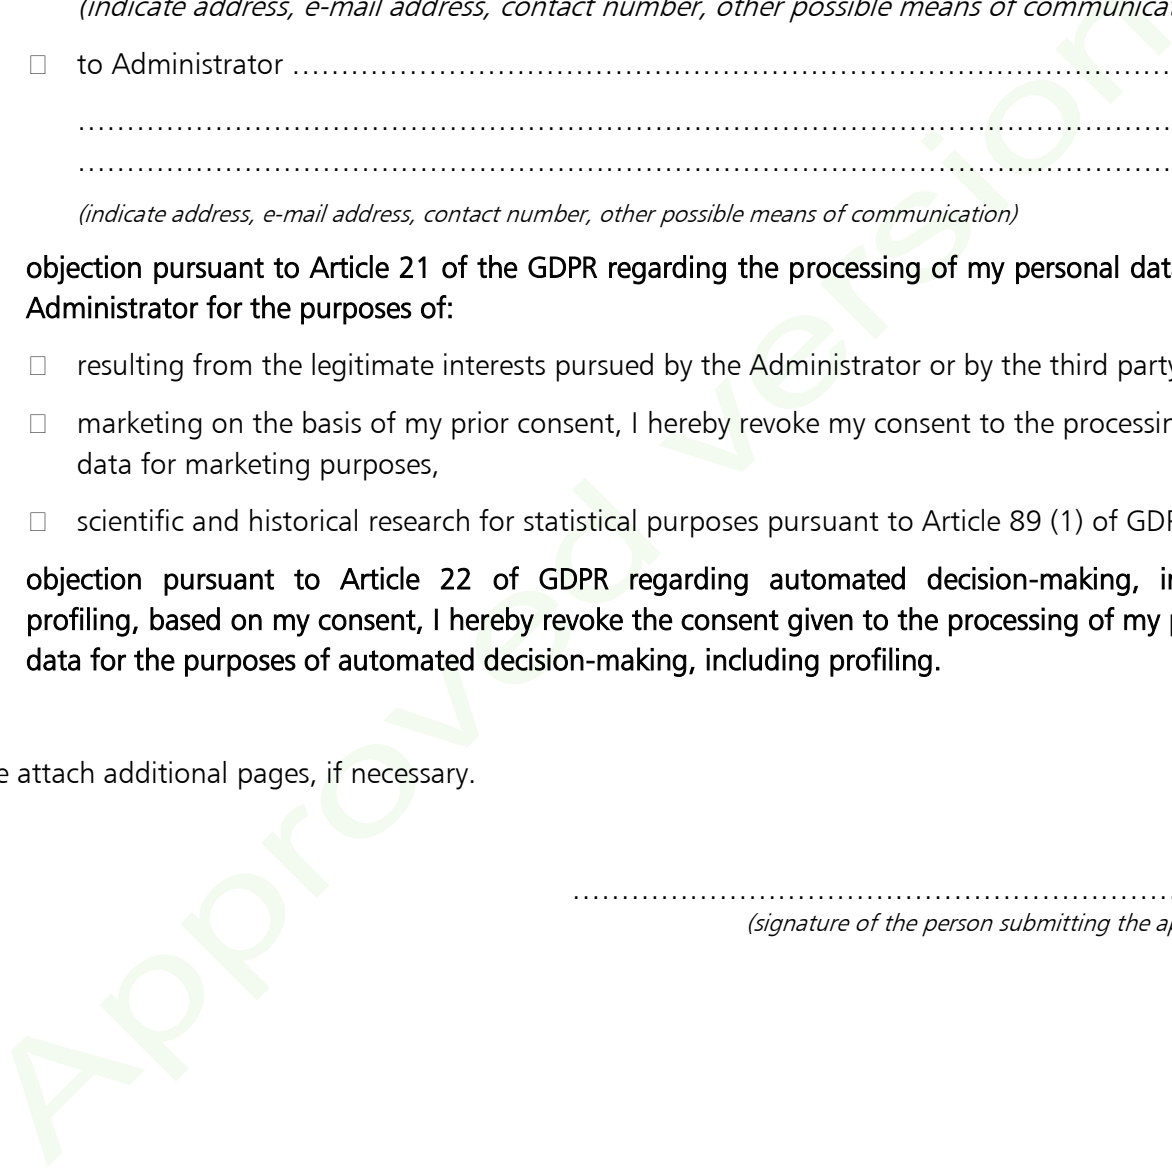 (indicate address, e-mail address, contact number, other possible means of
to Administrator ........................................................................................................
........................................................................................................................
........................................................................................................................
(indicate address, e-mail address, contact number, other possible means of communication)
objection pursuant to Article 21 of the GDPR regarding the processing of my personal
Administrator for the purposes of:
resulting from the legitimate interests pursued by the Administrator or by the third party
marketing on the basis of my prior consent, I hereby revoke my consent to the
data for marketing purposes,
scientific and historical research for statistical purposes pursuant to Article 89 (1) of
objection pursuant to Article 22 of GDPR regarding automated decision-making,
profiling, based on my consent, I hereby revoke the consent given to the processing of my
data for the purposes of automated decision-making, including profiling.
attach additional pages, if necessary.
..................................................................
(signature of the person submitting the
Approved version